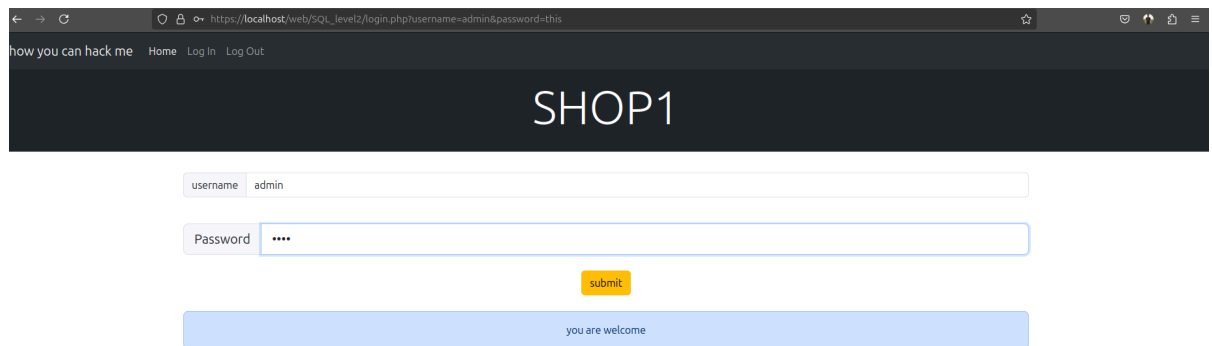 https://localhost/web/SQL_level2/login.php?username=admin&password=this
how you can hack me Home Log In Log Out
SHOP1
username admin
Password ••••
submit
you are welcome